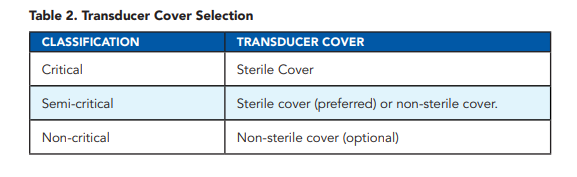 Table 2. Transducer Cover Selection
CLASSIFICATION TRANSDUCER COVER
Critical Sterile Cover
Semi-critical Sterile cover (preferred) or non-sterile cover.
Non-critical Non-sterile cover (optional)